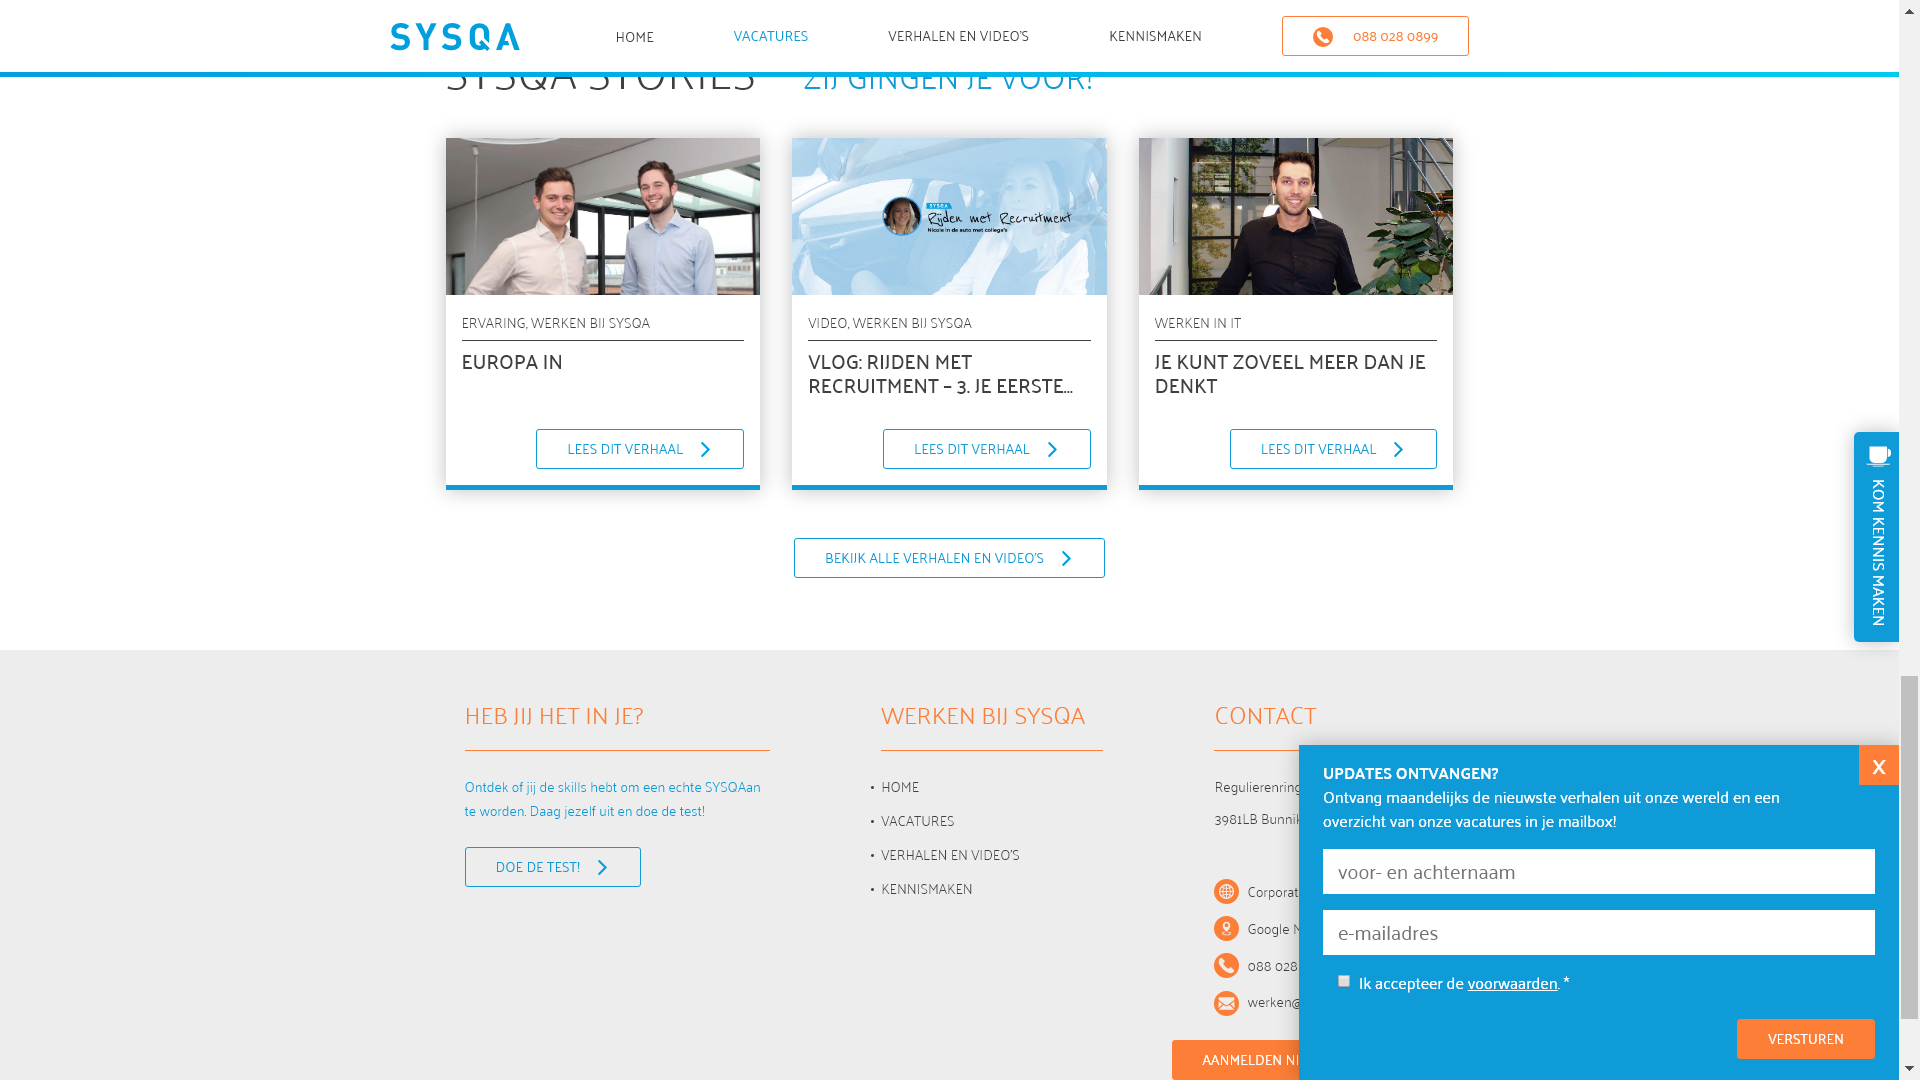 SYSQA
HOME
VACATURES
VERHALEN EN VIDEO'S
KENNISMAKEN
088 028 0899
SYSQA STORIES
ZIJ GINGEN JE VOOR!
SYSQA
Rijden met Recruitment
Nicole in de auto met collega's
ERVARING, WERKEN BIJ SYSQA
EUROPA IN
LEES DIT VERHAAL
VIDEO, WERKEN BIJ SYSQA
VLOG: RIJDEN MET
RECRUITMENT – 3. JE EERSTE...
LEES DIT VERHAAL
WERKEN IN IT
JE KUNT ZOVEEL MEER DAN JE
DENKT
LEES DIT VERHAAL
BEKIJK ALLE VERHALEN EN VIDEO'S
KOM KENNIS MAKEN
HEB JIJ HET IN JE?
Ontdek of jij de skills hebt om een echte SYSQAan
te worden. Daag jezelf uit en doe de test!
DOE DE TEST!
WERKEN BIJ SYSQA
• HOME
• VACATURES
• VERHALEN EN VIDEO'S
• KENNISMAKEN
CONTACT
Regulierenring
3981LB Bunnik
Corporat
Google
088 028
werken@
AANMELDEN NI
UPDATES ONTVANGEN?
X
Ontvang maandelijks de nieuwste verhalen uit onze wereld en een
overzicht van onze vacatures in je mailbox!
voor- en achternaam
e-mailadres
Ik accepteer de voorwaarden. *
VERSTUREN